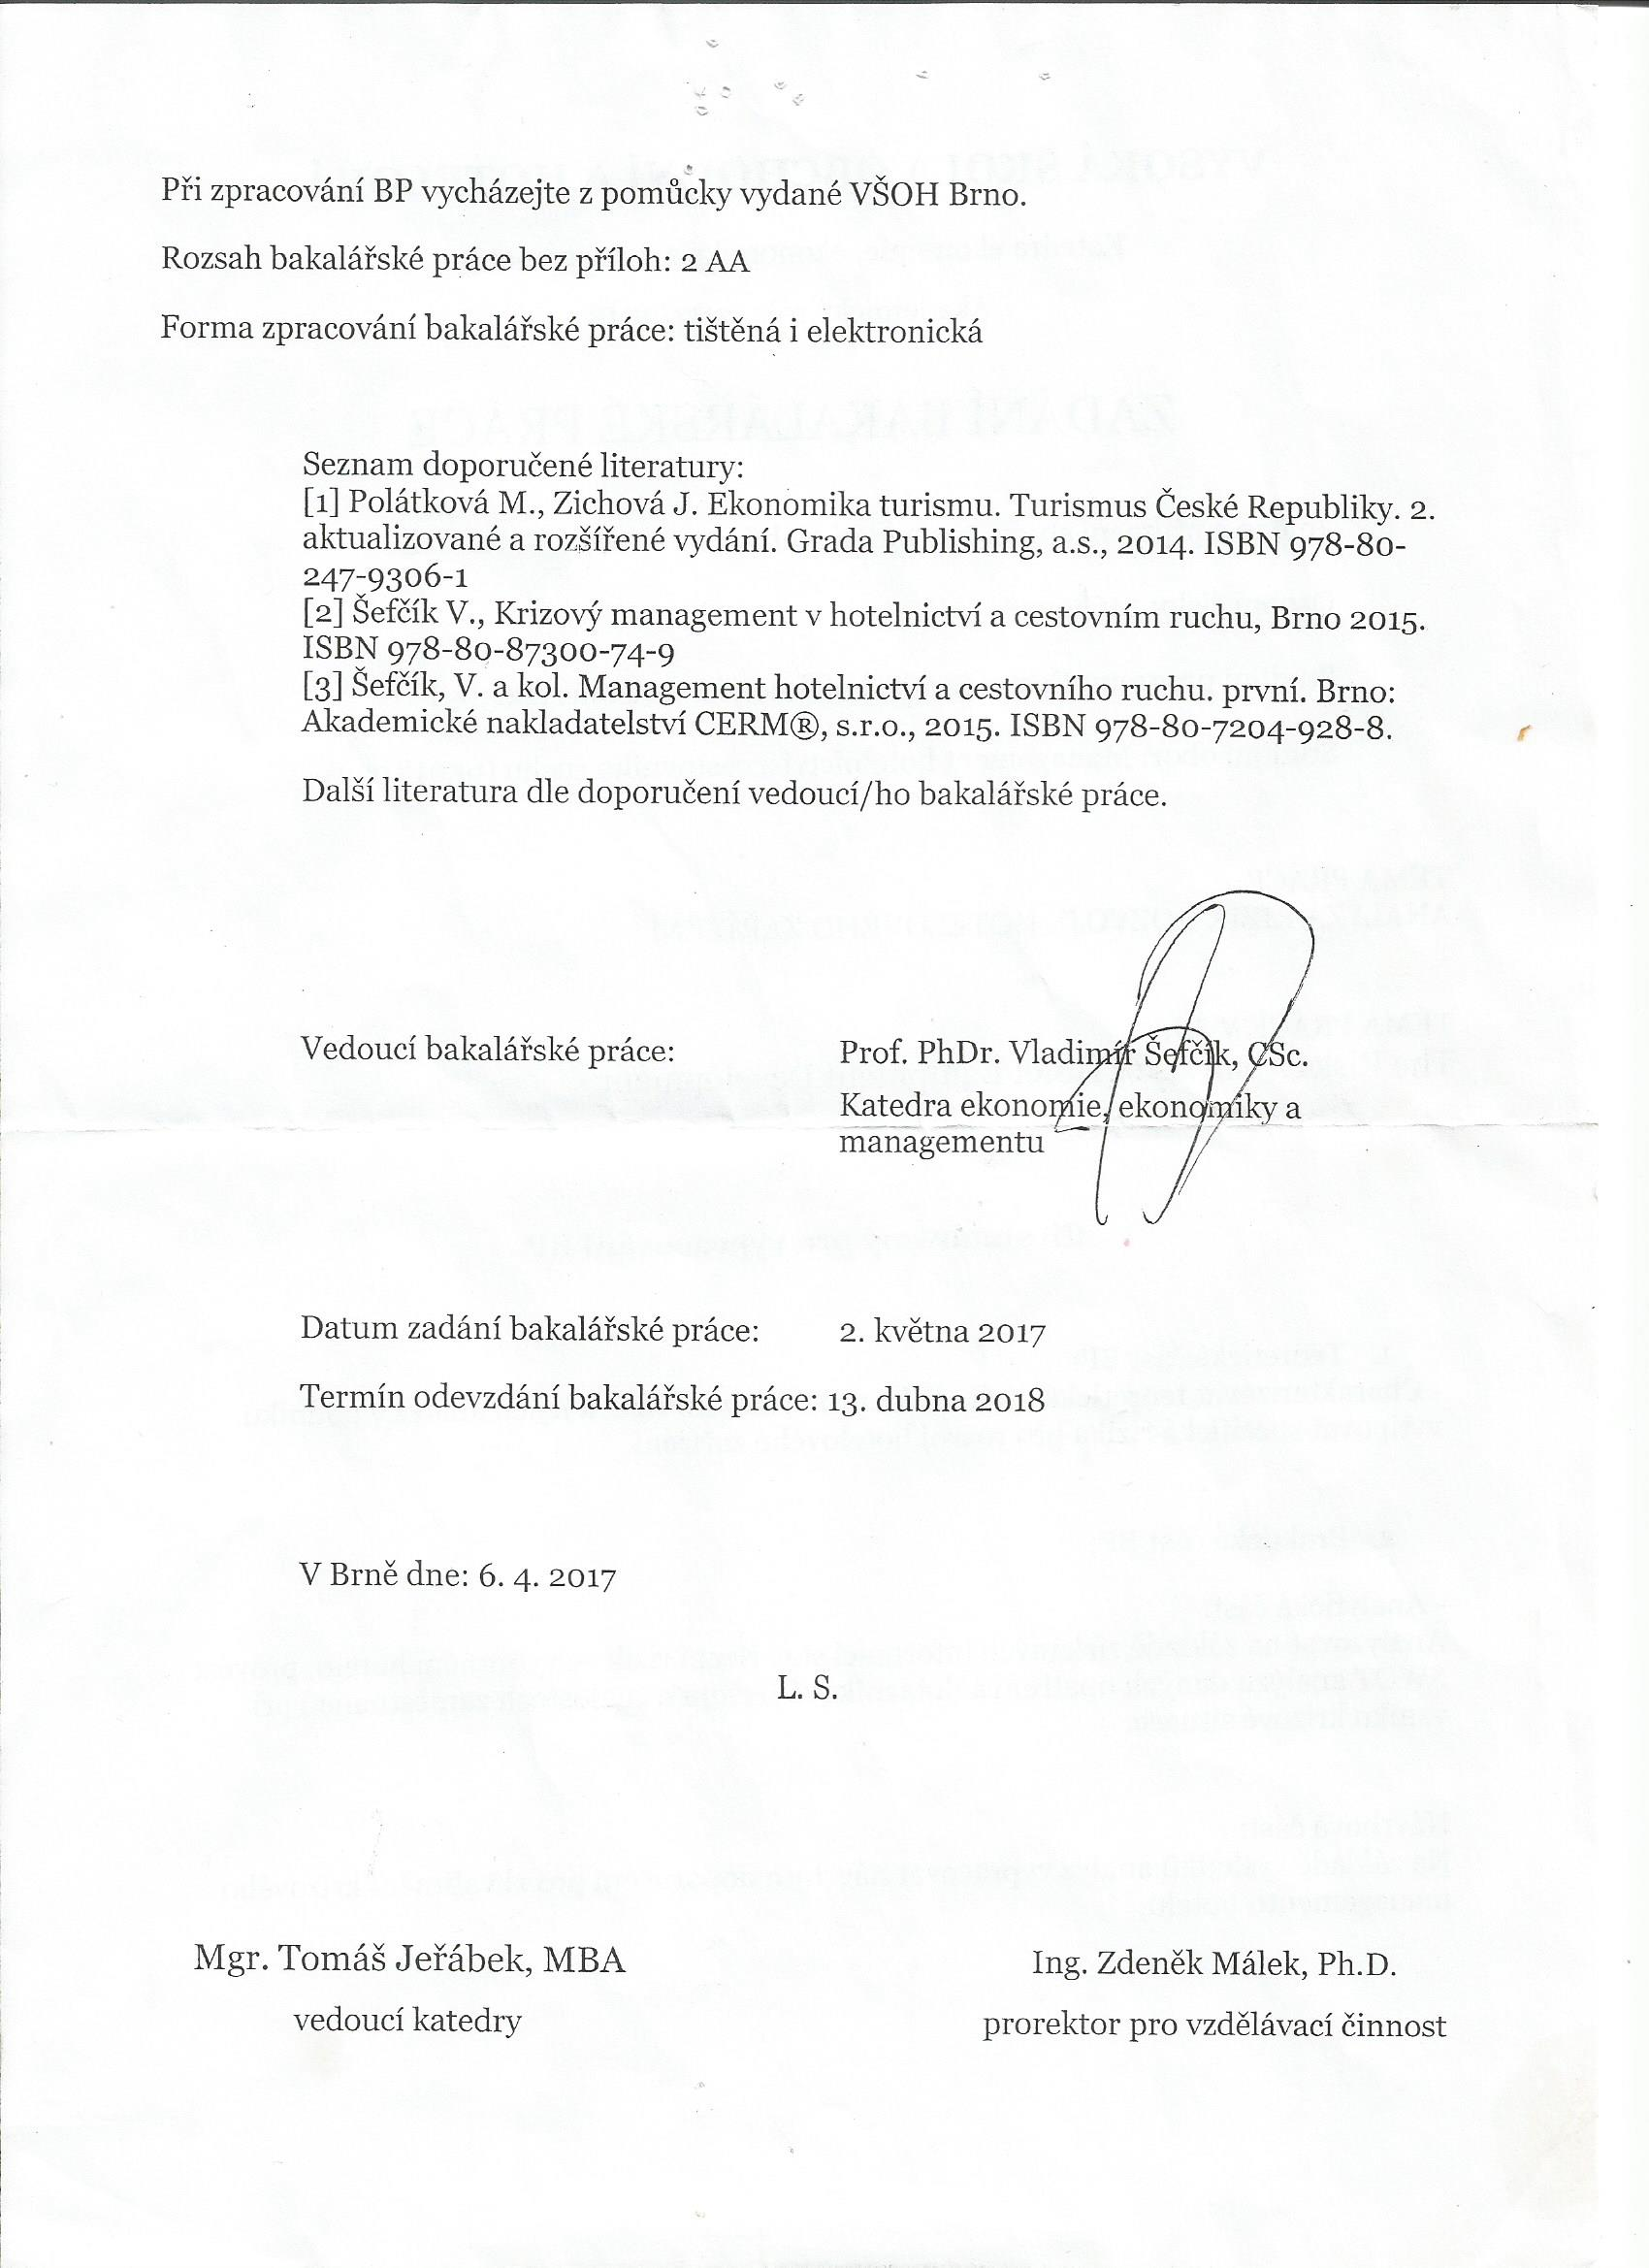 Při zpracování BP vycházejte z pomůcky vydané VŠOH Brno.
Rozsah bakalářské práce bez příloh: 2 AA
Forma zpracování bakalářské práce: tištěná i elektronická
Seznam doporučené literatury:
[1] Polátková M., Zichová J. Ekonomika turismu. Turismus České Republiky. 2.
aktualizované a rozšířené vydání. Grada Publishing, a.s., 2014. ISBN 978-80-
247-9306-1
[2] Šefčík V., Krizový management v hotelnictví a cestovním ruchu, Brno 2015.
ISBN 978-80-87300-74-9
[3] Šefčík, V. a kol. Management hotelnictví a cestovního ruchu. první. Brno:
Akademické nakladatelství CERM®, s.r.o., 2015. ISBN 978-80-7204-928-8.
Další literatura dle doporučení vedoucí/ho bakalářské práce.
Vedoucí bakalářské práce: Prof. PhDr. Vladimír Šefčík, CSc.
Katedra ekonomie, ekonomiky a
managementu
Datum zadání bakalářské práce: 2. května 2017
Termín odevzdání bakalářské práce: 13. dubna 2018
V Brně dne: 6. 4. 2017
L. S.
Mgr. Tomáš Jeřábek, MBA Ing. Zdeněk Málek, Ph.D.
vedoucí katedry prorektor pro vzdělávací činnost